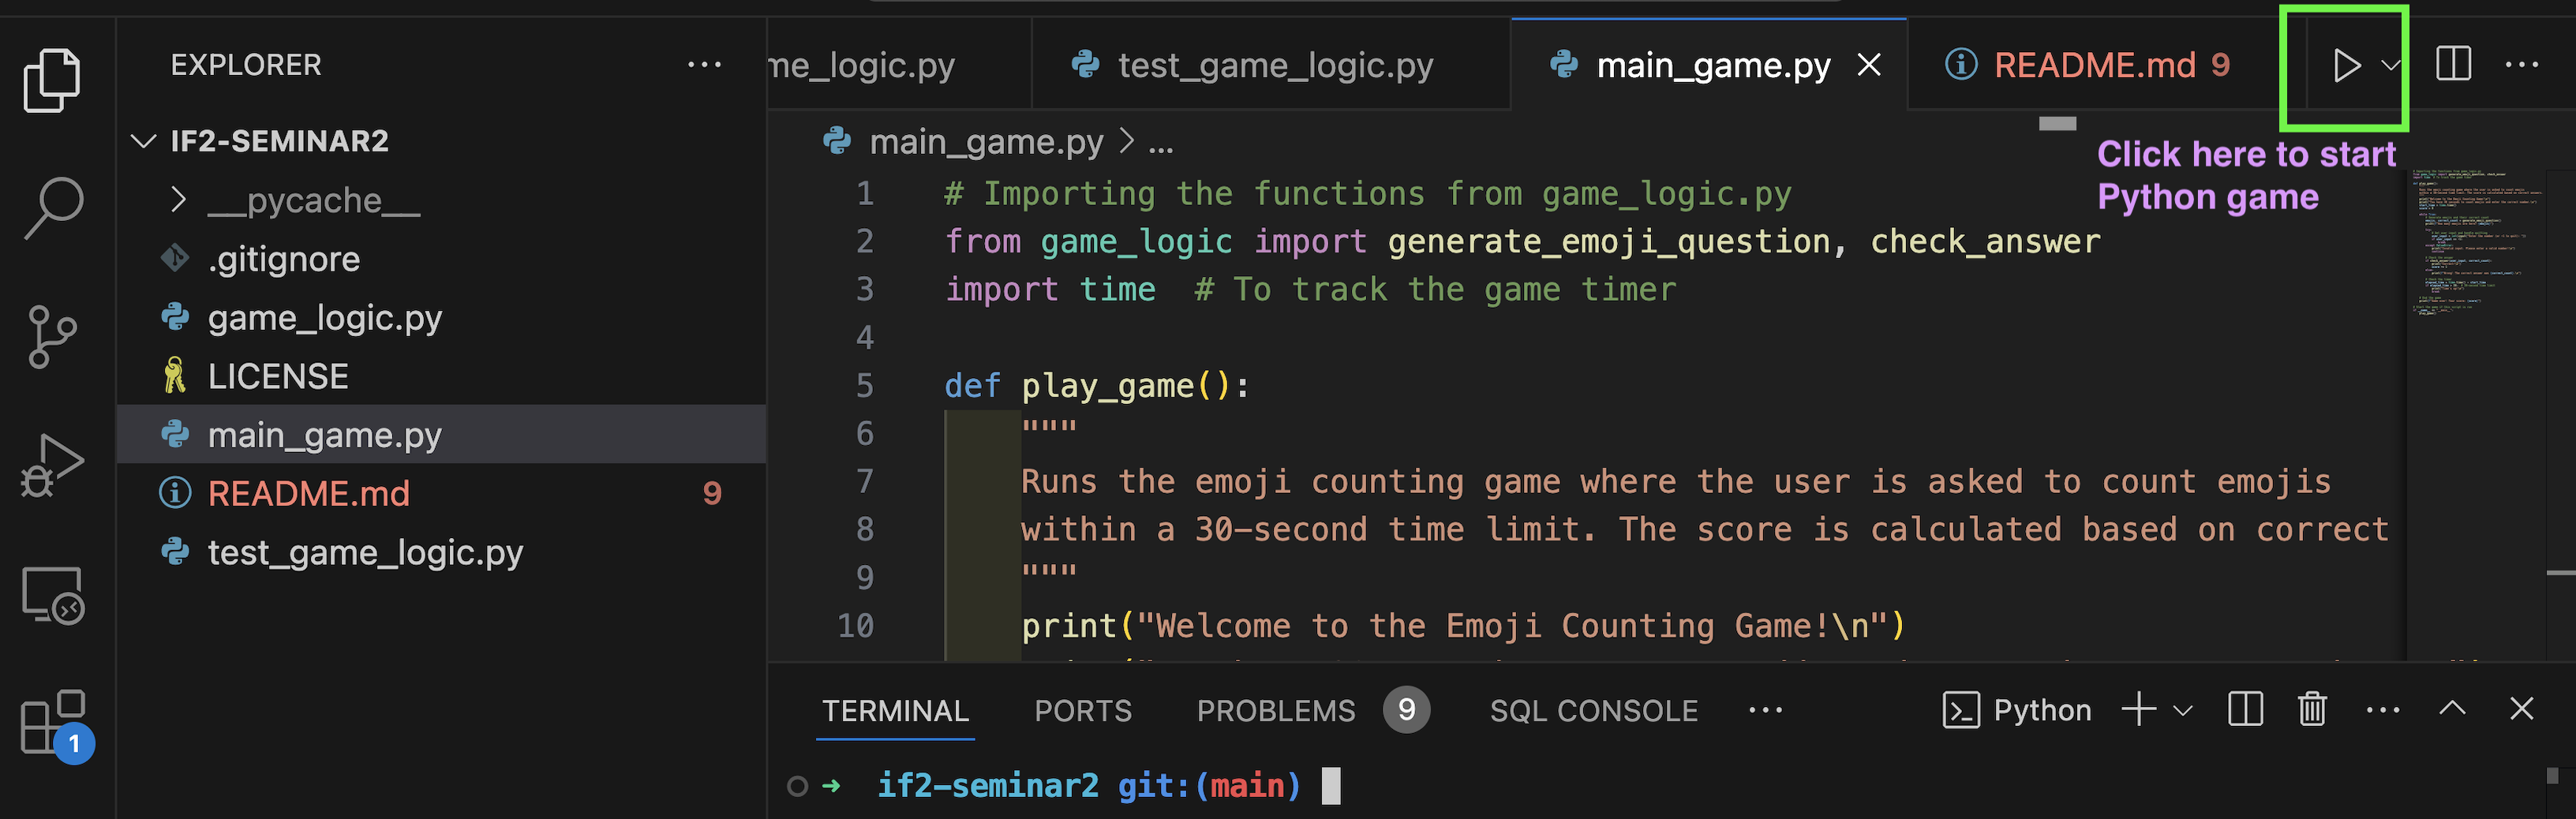 EXPLORER
IF2-SEMINAR2
__pycache__
.gitignore
game_logic.py
LICENSE
main_game.py
README.md 9
test_game_logic.py
1
me_logic.py
test_game_logic.py
main_game.py
README.md 9
main_game.py > ...
Click here to start
Python game
1 # Importing the functions from game_logic.py
2 from game_logic import generate_emoji_question, check_answer
3 import time # To track the game timer
4
5 def play_game():
6 """
7 Runs the emoji counting game where the user is asked to count emojis
8 within a 30-second time limit. The score is calculated based on correct
9 """
10 print("Welcome to the Emoji Counting Game!\n")
TERMINAL PORTS PROBLEMS 9 SQL CONSOLE ... Python
if2-seminar2 git:(main)